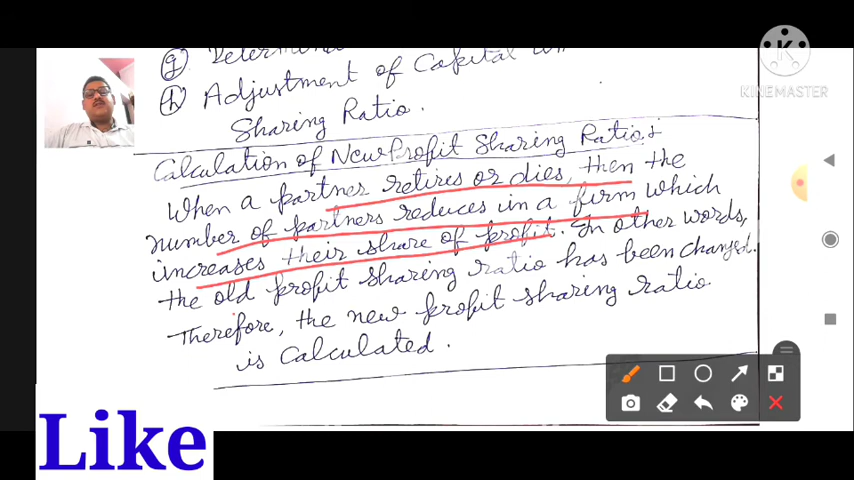 (g)
(h) Adjustment of Capital
Sharing Ratio.
KINEMASTER
Calculation of New Profit Sharing Ratio:
When a partner retires or dies, then the
number of partners reduces in a firm which
increases their share of profit. In other words,
the old profit sharing ratio has been changed.
Therefore, the new profit sharing ratio
is calculated.
Like